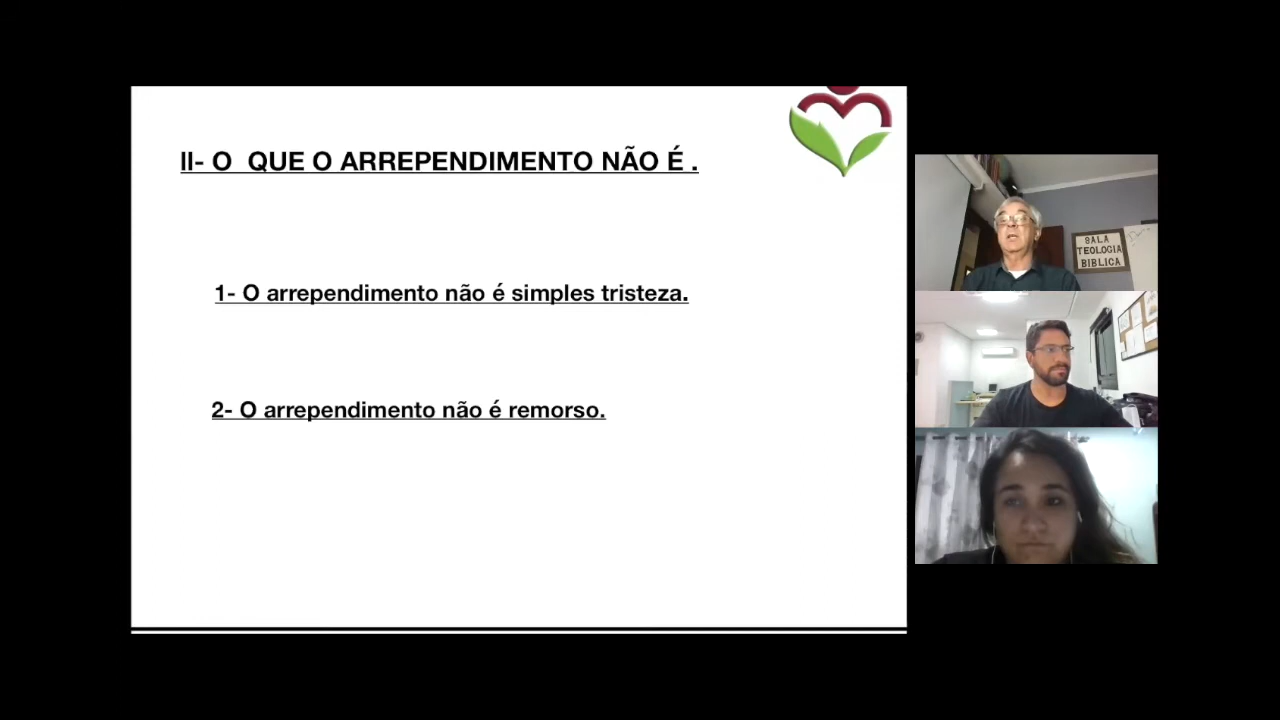 II- O QUE O ARREPENDIMENTO NÃO É .
1- O arrependimento não é simples tristeza.
2- O arrependimento não é remorso.
SALA
TEOLOGIA
BIBLICA